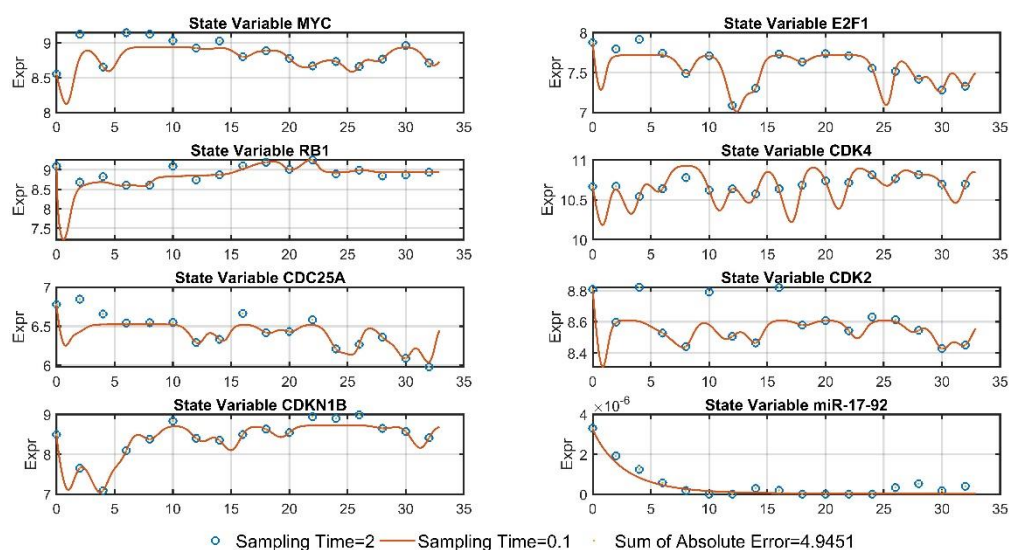 State Variable MYC
9
8.5
8
Expr
0 5 10 15 20 25 30 35
State Variable E2F1
8
7.5
7
Expr
0 5 10 15 20 25 30 35
State Variable RB1
9
8.5
8
7.5
Expr
0 5 10 15 20 25 30 35
State Variable CDK4
11
10.5
10
Expr
0 5 10 15 20 25 30 35
State Variable CDC25A
7
6.5
6
Expr
0 5 10 15 20 25 30 35
State Variable CDK2
8.8
8.6
8.4
Expr
0 5 10 15 20 25 30 35
State Variable CDKN1B
9
8
7
Expr
0 5 10 15 20 25 30 35
×10⁻⁶ State Variable miR-17-92
4
2
0
Expr
0 5 10 15 20 25 30 35
Sampling Time=2 Sampling Time=0.1 Sum of Absolute Error=4.9451